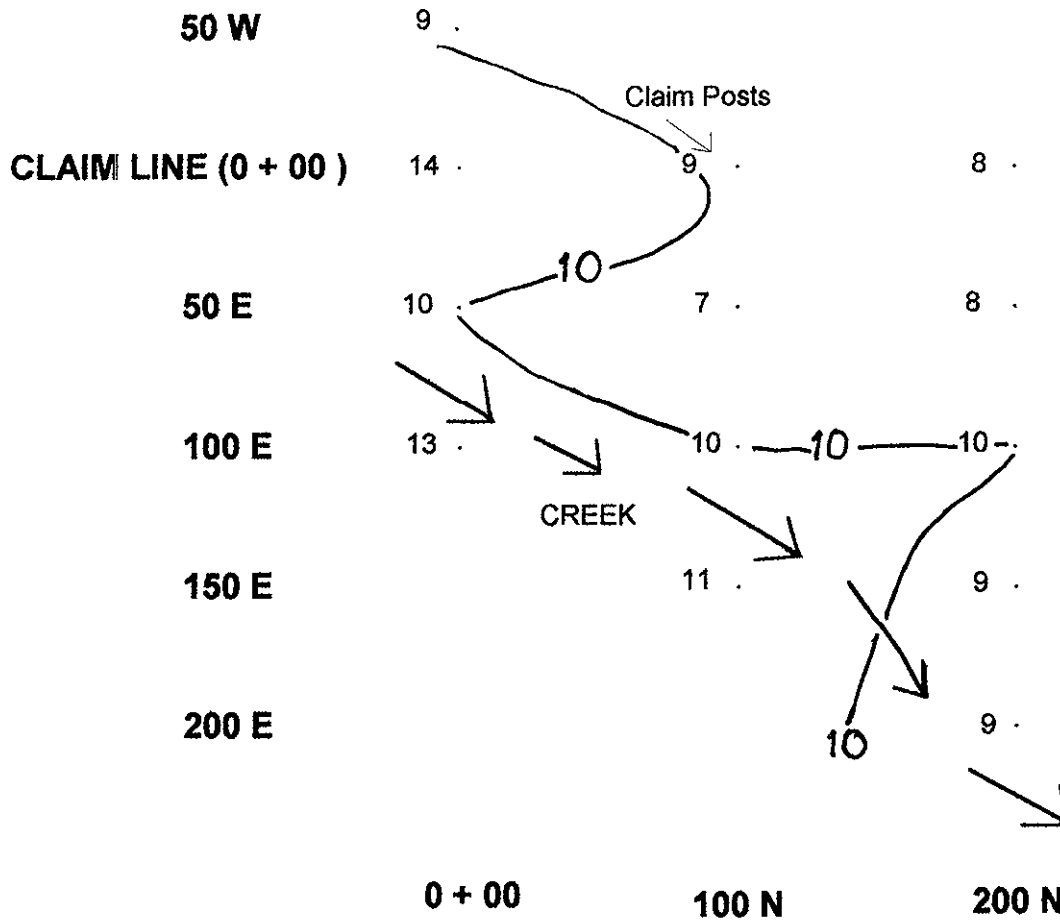 50 W 9 .
Claim Posts
CLAIM LINE (0 + 00 ) 14 . 9 . 8 .
10
50 E 10 . 7 . 8 .
100 E 13 . 10 . 10 10 .
CREEK
150 E 11 . 9 .
200 E 10 9 .
0 + 00 100 N 200 N